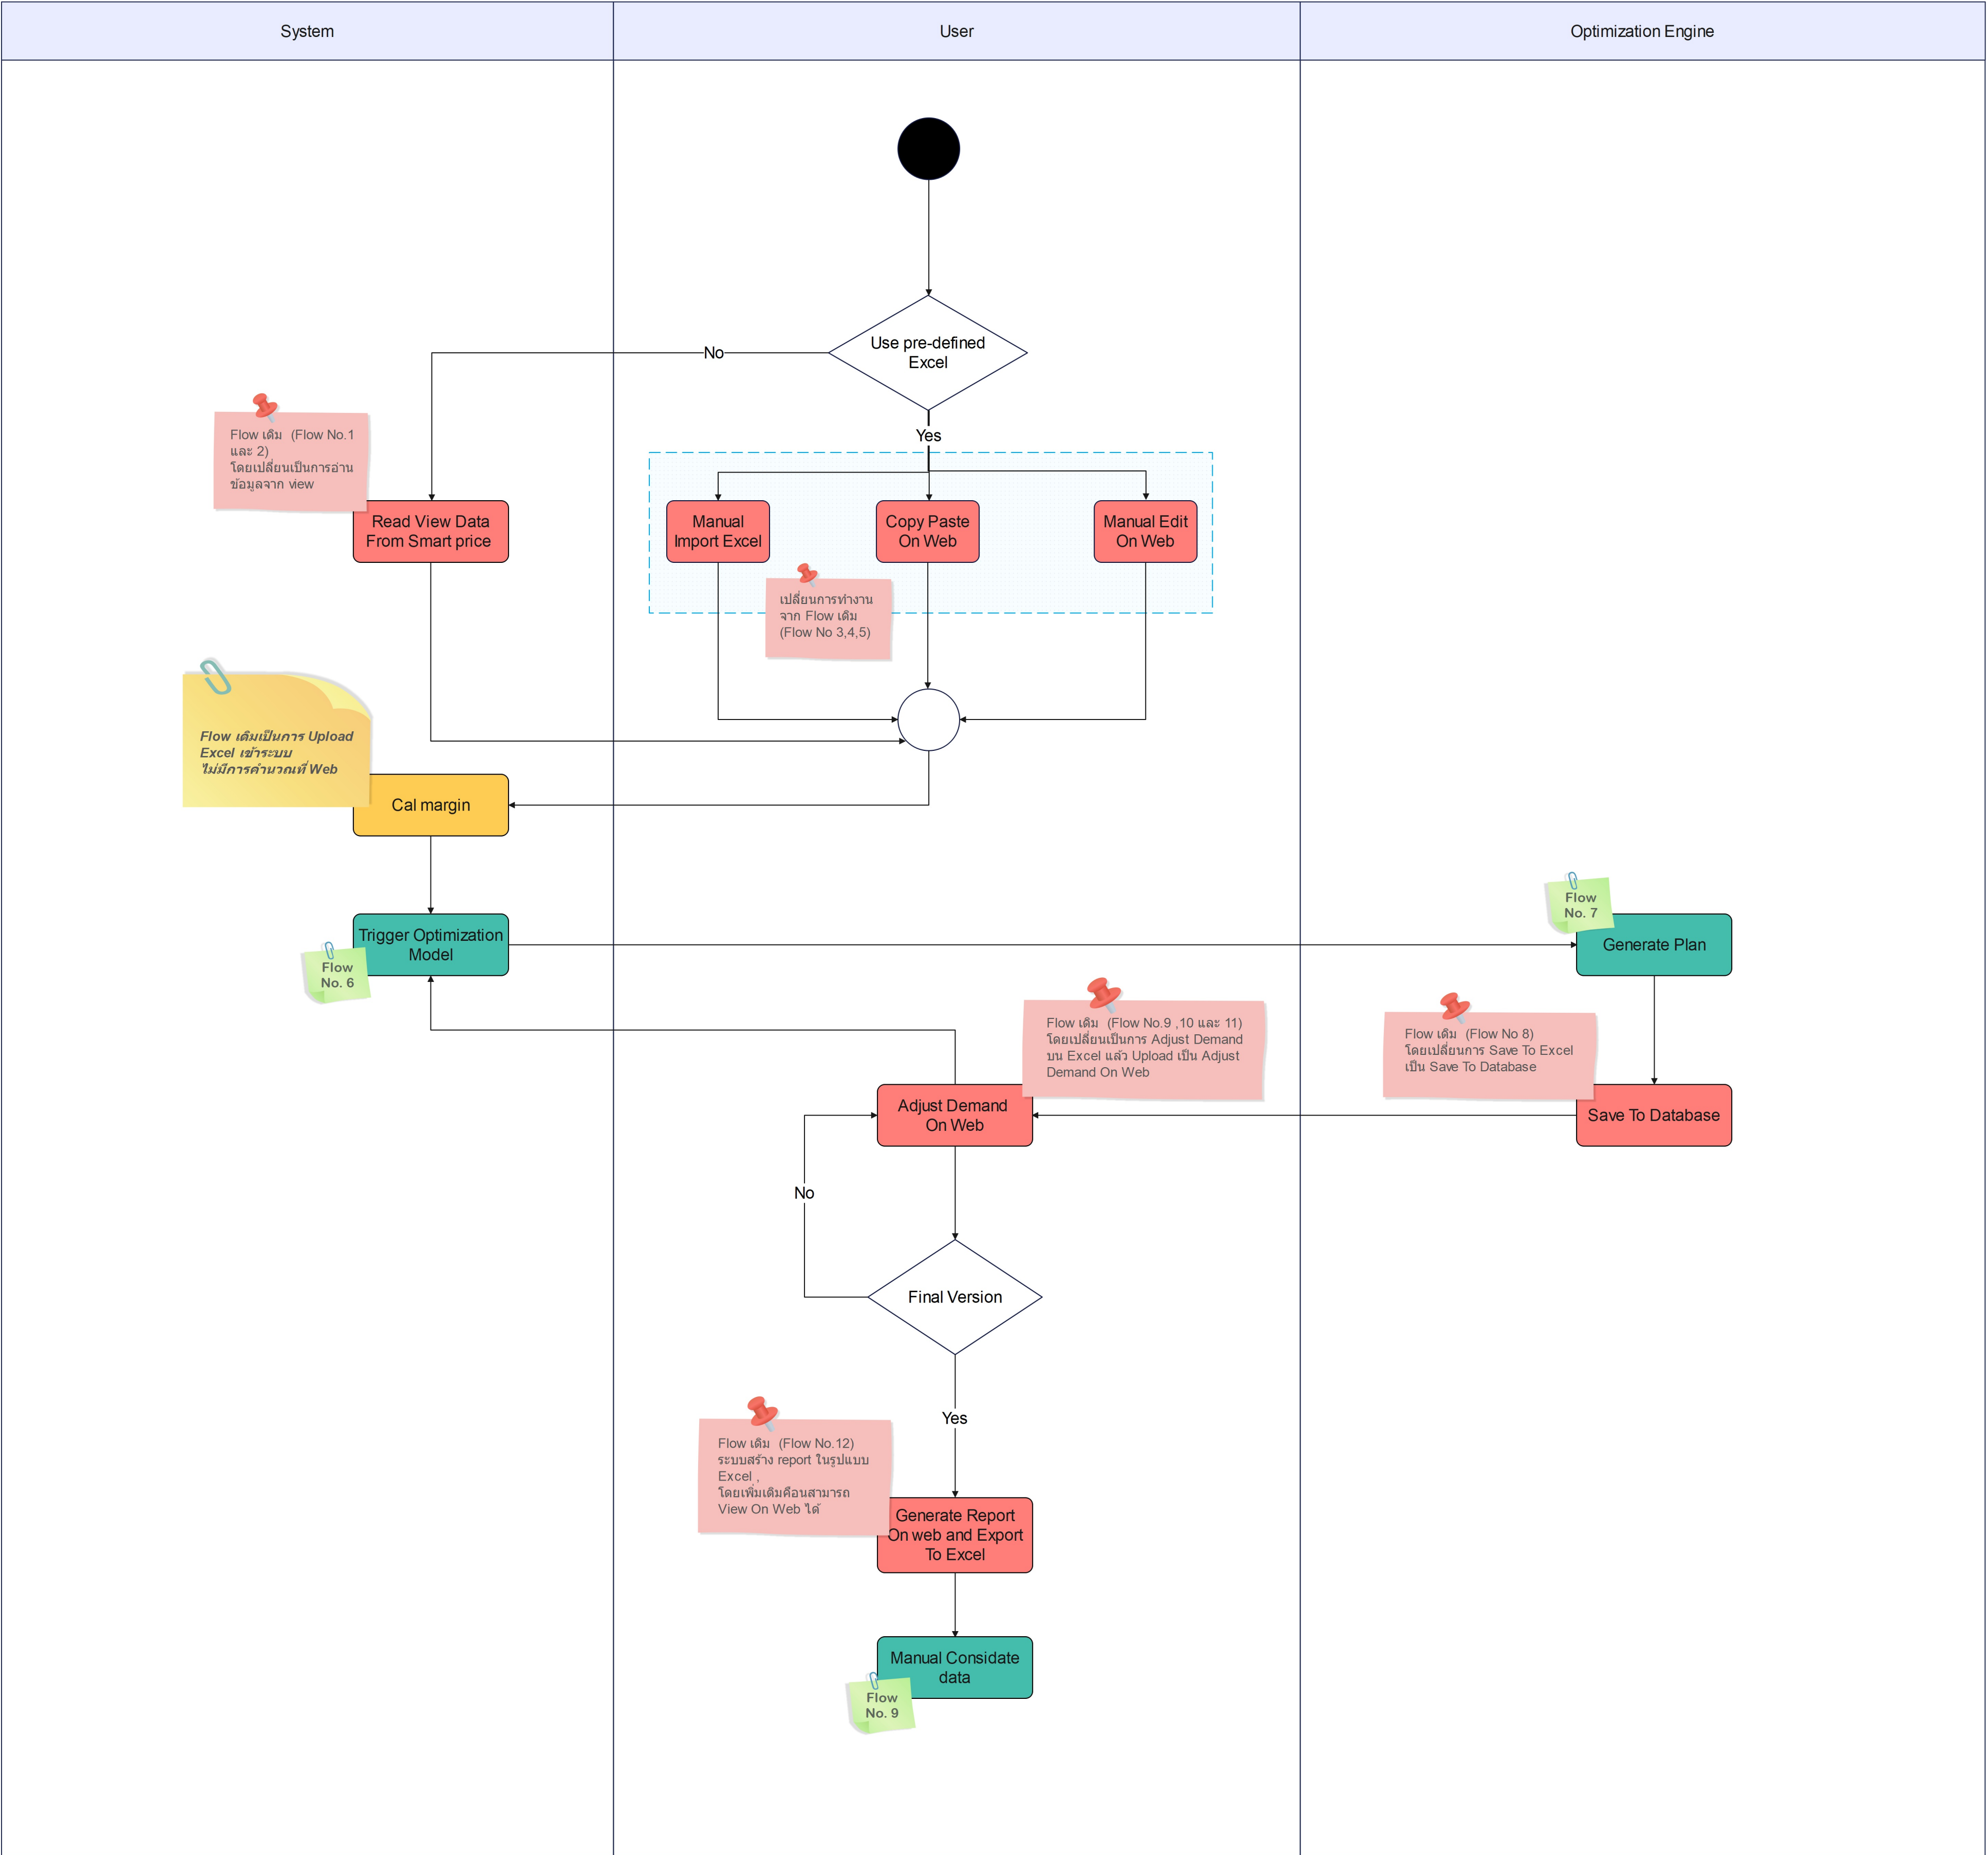 System
User
Optimization Engine
Use pre-defined
Excel
No
Yes
Flow เดิม (Flow No.1
และ 2)
โดยเปลี่ยนเป็นการอ่าน
ข้อมูลจาก view
Read View Data
From Smart price
Manual
Import Excel
Copy Paste
On Web
Manual Edit
On Web
เปลี่ยนการทำงาน
จาก Flow เดิม
(Flow No 3,4,5)
Flow เดิมเป็นการ Upload
Excel เข้าระบบ
ไม่มีการคำนวณที่ Web
Cal margin
Trigger Optimization
Model
Flow
No. 6
Flow
No. 7
Generate Plan
Flow เดิม (Flow No.9 ,10 และ 11)
โดยเปลี่ยนเป็นการ Adjust Demand
บน Excel แล้ว Upload เป็น Adjust
Demand On Web
Flow เดิม (Flow No 8)
โดยเปลี่ยนการ Save To Excel
เป็น Save To Database
Adjust Demand
On Web
Save To Database
No
Final Version
Yes
Flow เดิม (Flow No.12)
ระบบสร้าง report ในรูปแบบ
Excel ,
โดยเพิ่มเติมคือนสามารถ
View On Web ได้
Generate Report
On web and Export
To Excel
Manual Considate
data
Flow
No. 9